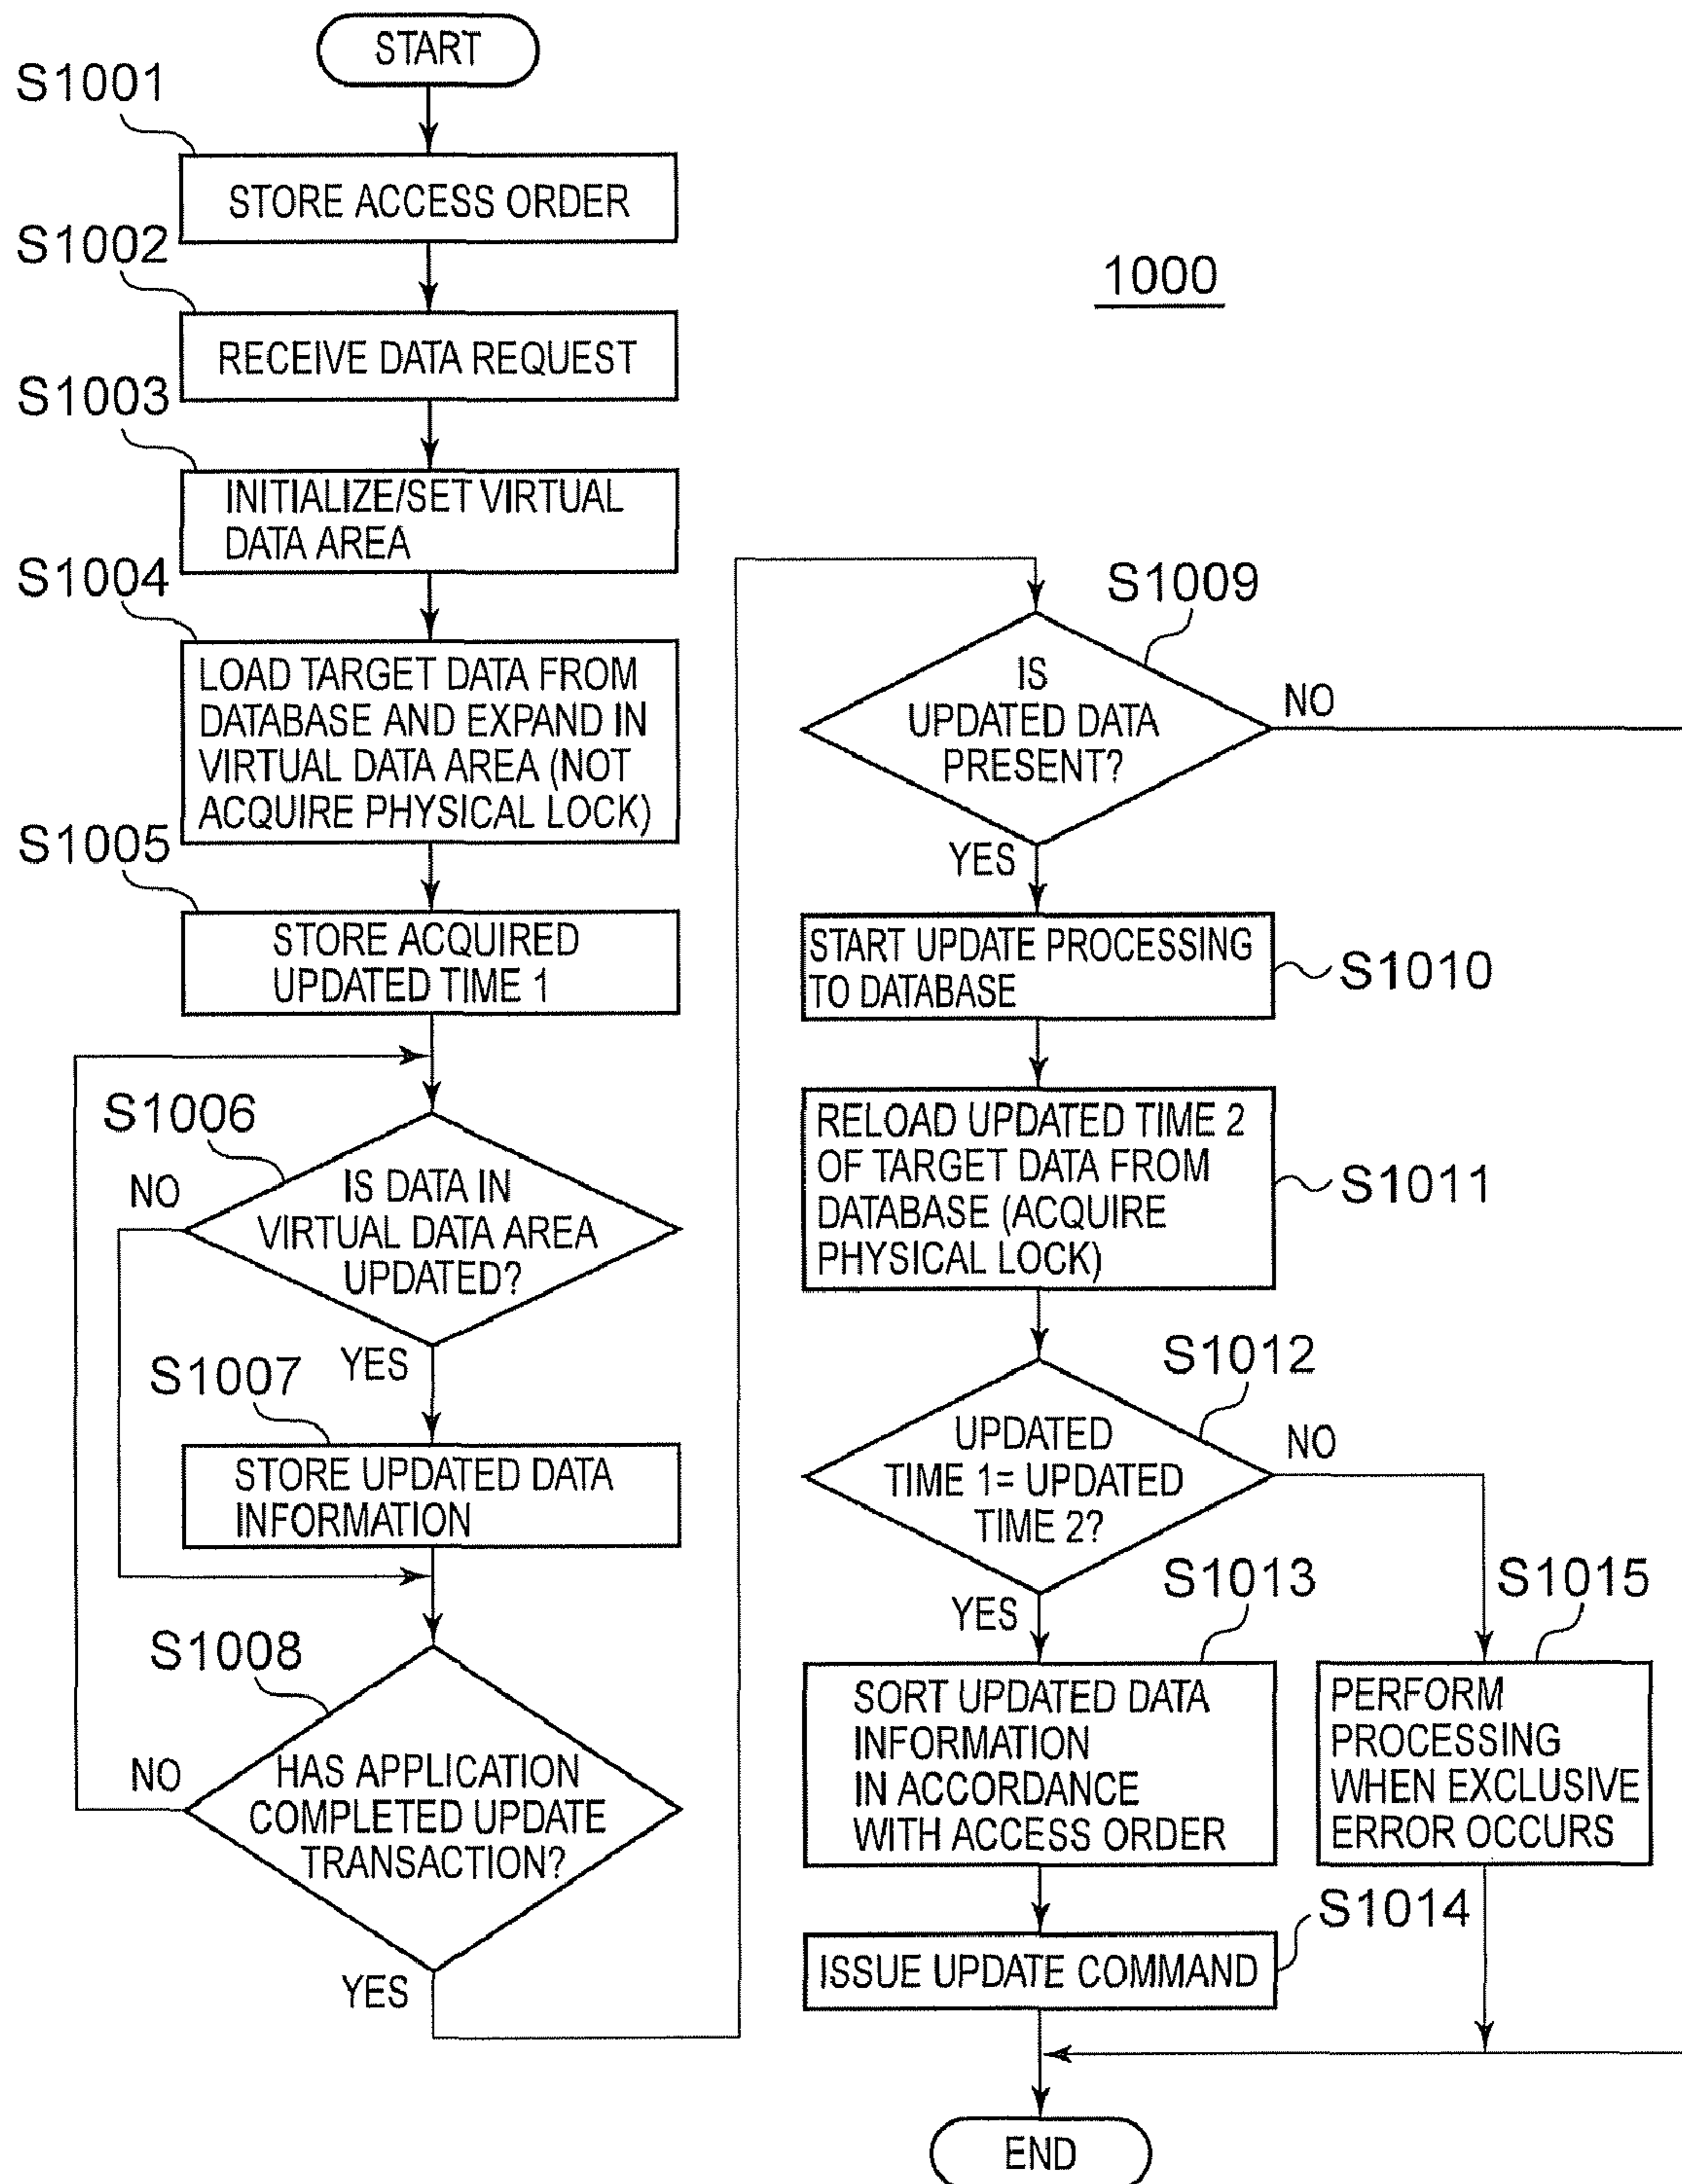 START
S1001
STORE ACCESS ORDER
S1002
RECEIVE DATA REQUEST
S1003
INITIALIZE/SET VIRTUAL
DATA AREA
S1004
LOAD TARGET DATA FROM
DATABASE AND EXPAND IN
VIRTUAL DATA AREA (NOT
ACQUIRE PHYSICAL LOCK)
S1005
STORE ACQUIRED
UPDATED TIME 1
S1006
NO
IS DATA IN
VIRTUAL DATA AREA
UPDATED?
YES
S1007
STORE UPDATED DATA
INFORMATION
S1008
NO
HAS APPLICATION
COMPLETED UPDATE
TRANSACTION?
YES
1000
S1009
IS
UPDATED DATA
PRESENT?
NO
YES
START UPDATE PROCESSING
TO DATABASE
S1010
RELOAD UPDATED TIME 2
OF TARGET DATA FROM
DATABASE (ACQUIRE
PHYSICAL LOCK)
S1011
S1012
UPDATED
TIME 1= UPDATED
TIME 2?
NO
YES
S1013
SORT UPDATED DATA
INFORMATION
IN ACCORDANCE
WITH ACCESS ORDER
S1015
PERFORM
PROCESSING
WHEN EXCLUSIVE
ERROR OCCURS
S1014
ISSUE UPDATE COMMAND
END